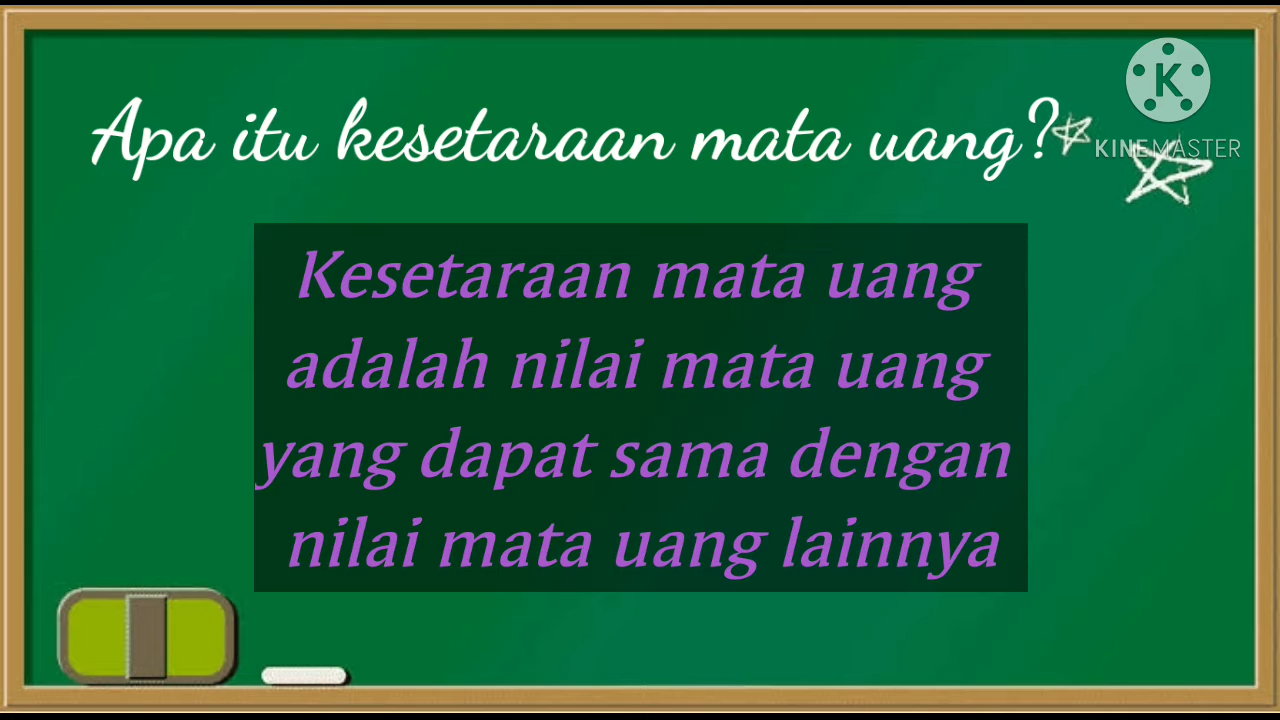 Apa itu kesetaraan mata uang?
K
KINEMASTER
Kesetaraan mata uang
adalah nilai mata uang
yang dapat sama dengan
nilai mata uang lainnya